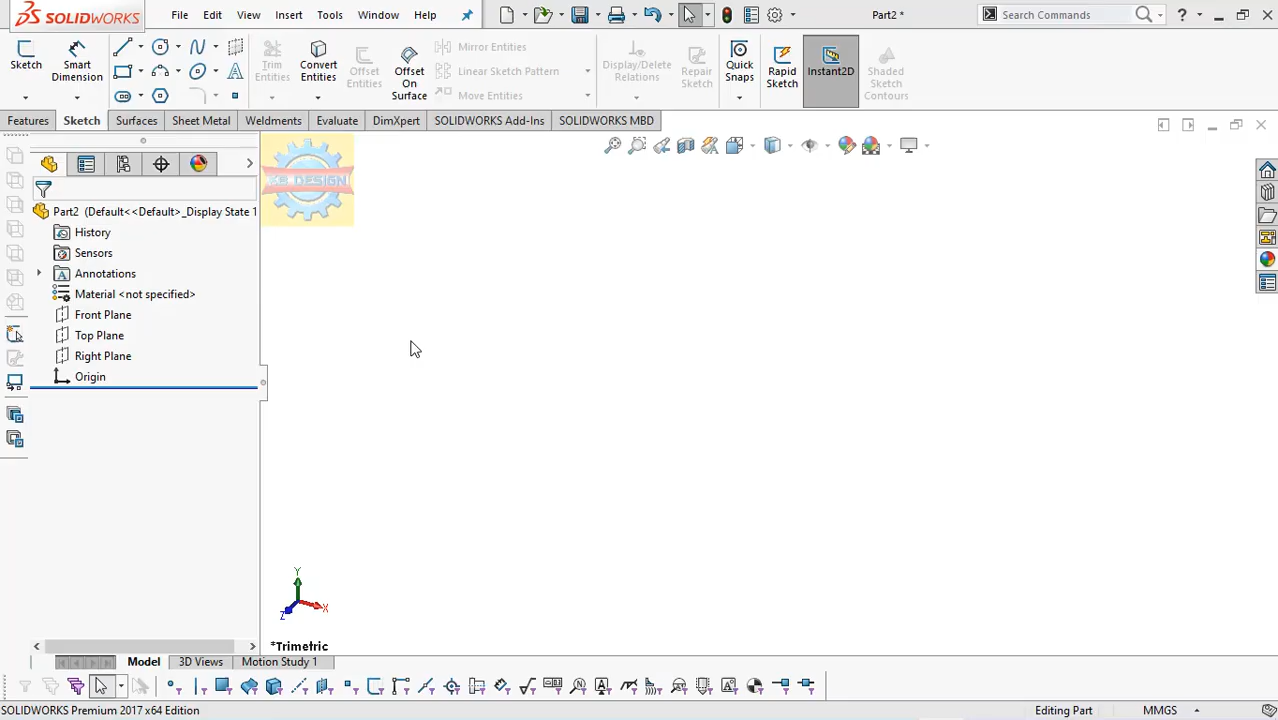 SOLIDWORKS File Edit View Insert Tools Window Help Part2 * Search Commands ?
Sketch Smart Dimension Trim Entities Convert Entities Offset Entities Offset On Surface Mirror Entities Linear Sketch Pattern Move Entities Display/Delete Relations Repair Sketch Quick Snaps Rapid Sketch Instant2D Shaded Sketch Contours
Features Sketch Surfaces Sheet Metal Weldments Evaluate DimXpert SOLIDWORKS Add-Ins SOLIDWORKS MBD
Part2 (Default<<Default>_Display State 1
History
Sensors
Annotations
Material <not specified>
Front Plane
Top Plane
Right Plane
Origin
Y
X
Z
*Trimetric
Model 3D Views Motion Study 1
SOLIDWORKS Premium 2017 x64 Edition Editing Part MMGS